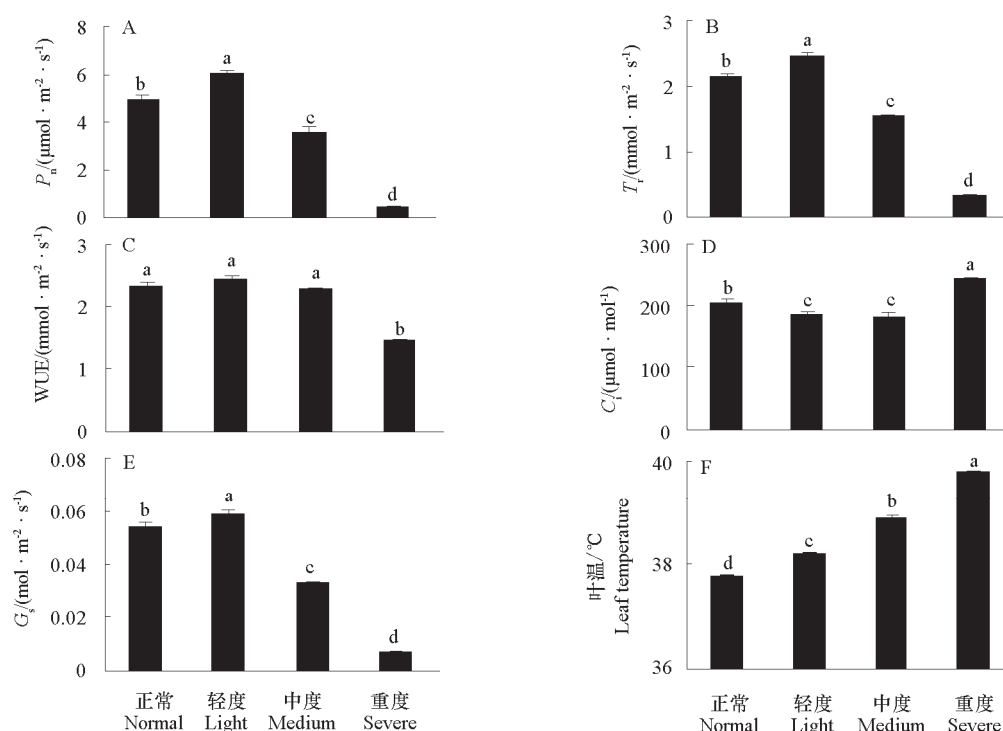 A
Pn/(μmol · m-2 · s-1)
8
6
4
2
0
b
a
c
d
B
Tr/(mmol · m-2 · s-1)
3
2
1
0
b
a
c
d
C
WUE/(mmol · m-2 · s-1)
3
2
1
0
a
a
a
b
D
Ci/(μmol · mol-1)
300
200
100
0
b
c
c
a
E
Gs/(mol · m-2 · s-1)
0.08
0.06
0.04
0.02
0
b
a
c
d
F
叶温/℃
Leaf temperature
40
38
36
d
c
b
a
正常 轻度 中度 重度
Normal Light Medium Severe
正常 轻度 中度 重度
Normal Light Medium Severe